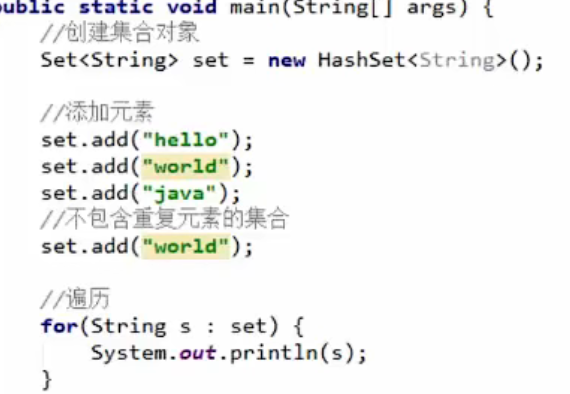 public static void main(String[] args) {
//创建集合对象
Set<String> set = new HashSet<String>();
//添加元素
set.add("hello");
set.add("world");
set.add("java");
//不包含重复元素的集合
set.add("world");
//遍历
for(String s : set) {
System.out.println(s);
}